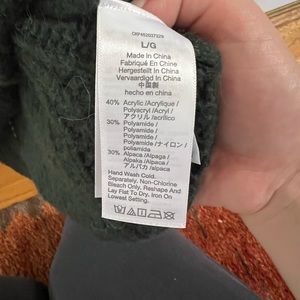 L/G
Made In China
Fabriqué En Chine
Hergestellt In China
Vervaardigd In China
中国製
hecho en china
40% Acrylic/Acrylique /
Polyacryl /Acryl /
アクリル /acrílico
30% Polyamide /
Polyamide /
Polyamid /
Polyamide /ナイロン /
poliamida
30% Alpaca /Alpaga /
Alpaka /Alpaca /
アルパカ /alpaca
Hand Wash Cold.
Separately. Non-Chlorine
Bleach Only. Reshape And
Lay Flat To Dry. Iron On
Lowest Setting.